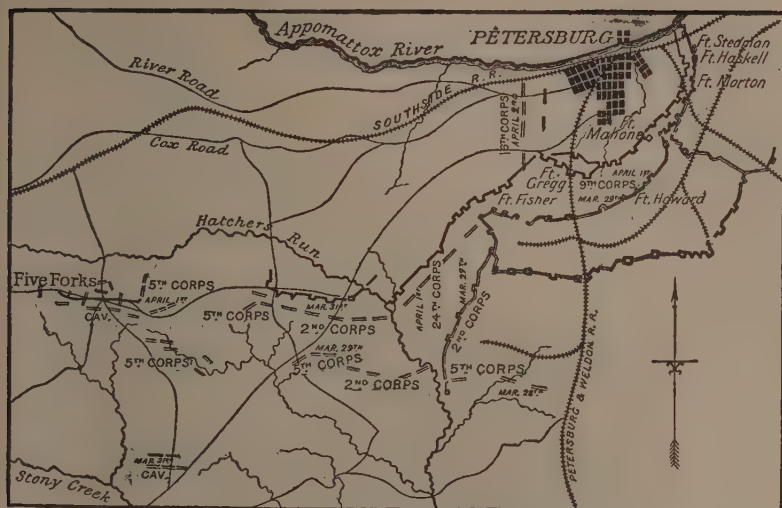 Appomattox River
PETERSBURG
Ft. Stedman
Ft. Haskell
Ft. Morton
River Road
SOUTHSIDE R.R.
Cox Road
Ft. Mahone
CORPS
APRIL 2ND
Ft. Gregg
APRIL 1ST
9TH CORPS
MAR. 29TH
Ft. Fisher
Ft. Howard
Hatchers Run
Five Forks
5TH CORPS
APRIL 1ST
CAV.
5TH CORPS
MAR. 31ST
2ND CORPS
APRIL 1ST
24TH CORPS
MAR. 29TH
2ND CORPS
5TH CORPS
MAR. 29TH
5TH CORPS
2ND CORPS
5TH CORPS
MAR. 28TH
MAR. 31ST
CAV.
Stony Creek
PETERSBURG & WELDON R.R.